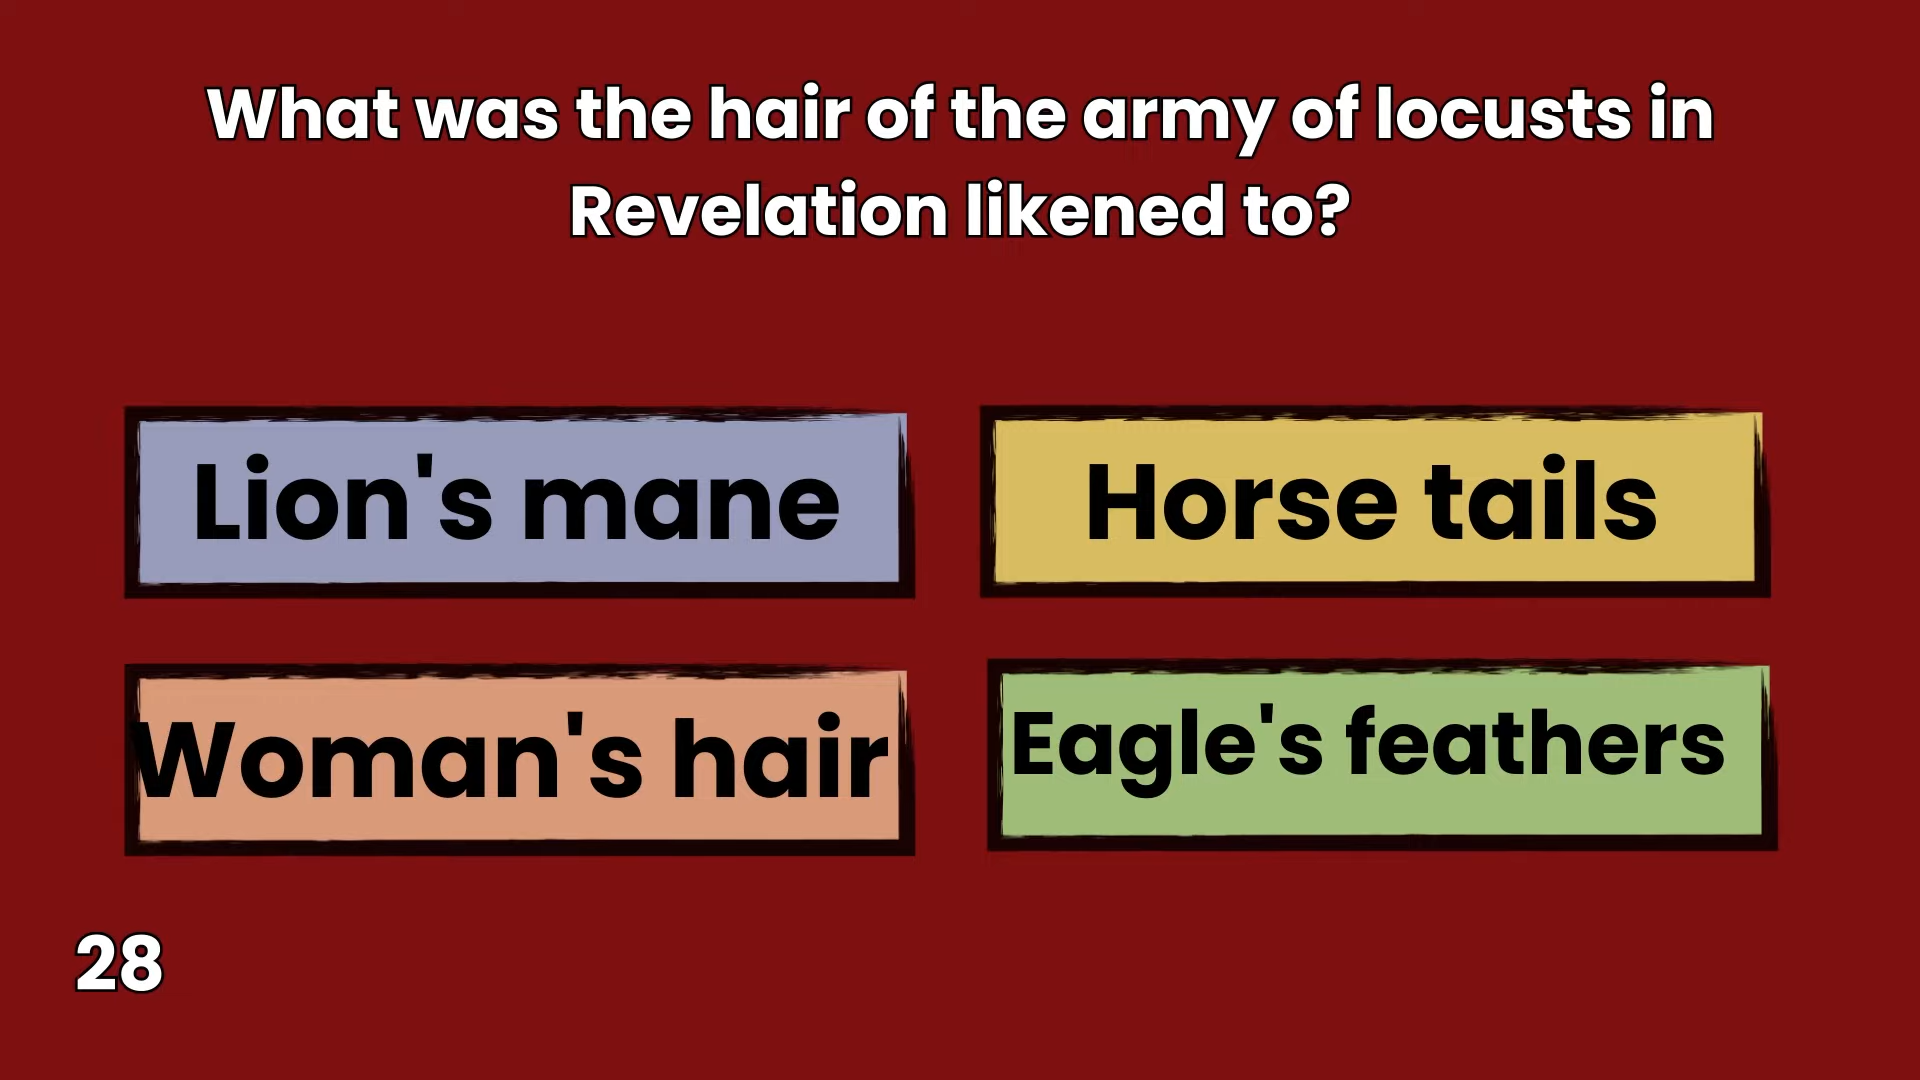 What was the hair of the army of locusts in
Revelation likened to?
Lion's mane
Horse tails
Woman's hair
Eagle's feathers
28